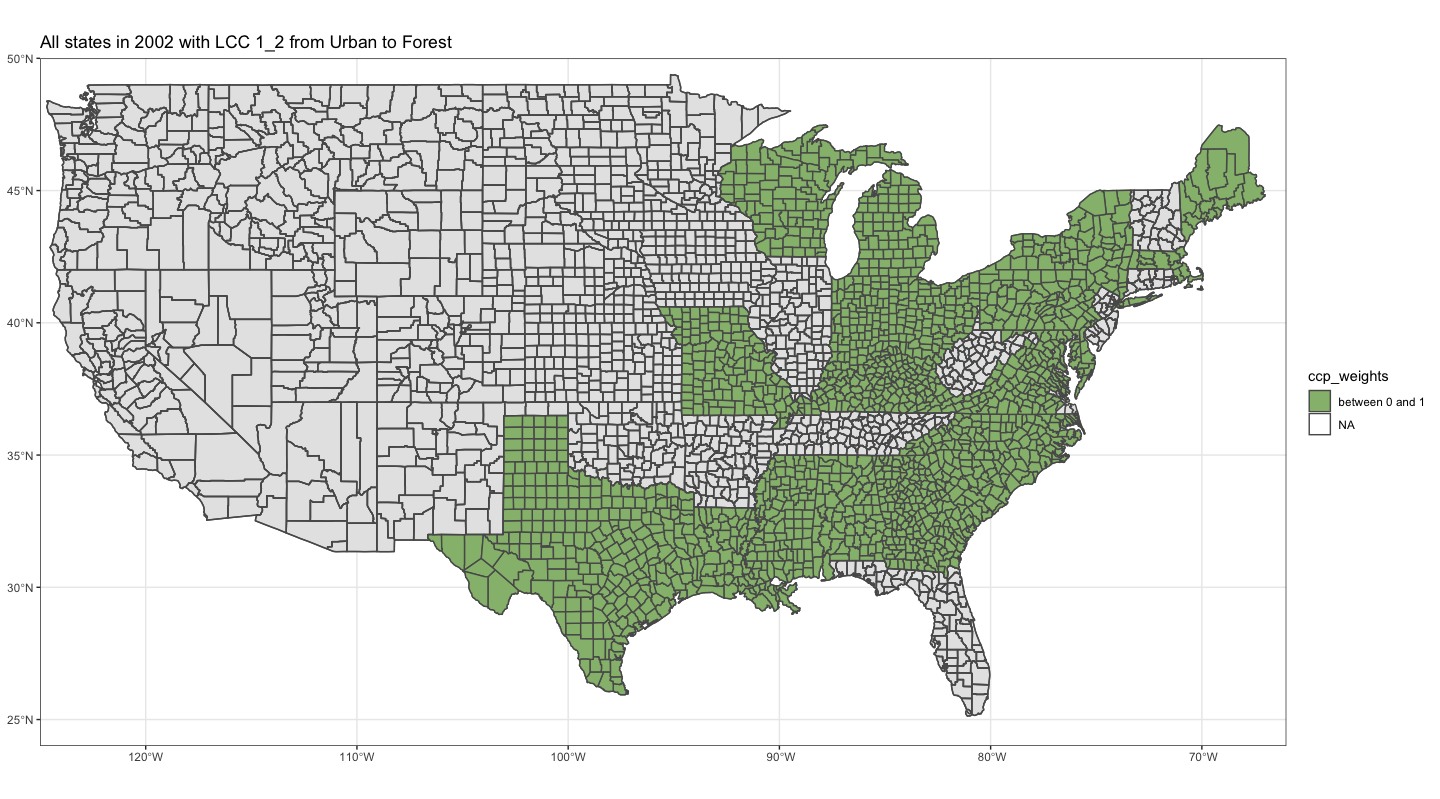 All states in 2002 with LCC 1_2 from Urban to Forest
50°N
45°N
40°N
35°N
30°N
25°N
120°W
110°W
100°W
90°W
80°W
70°W
ccp_weights
between 0 and 1
NA